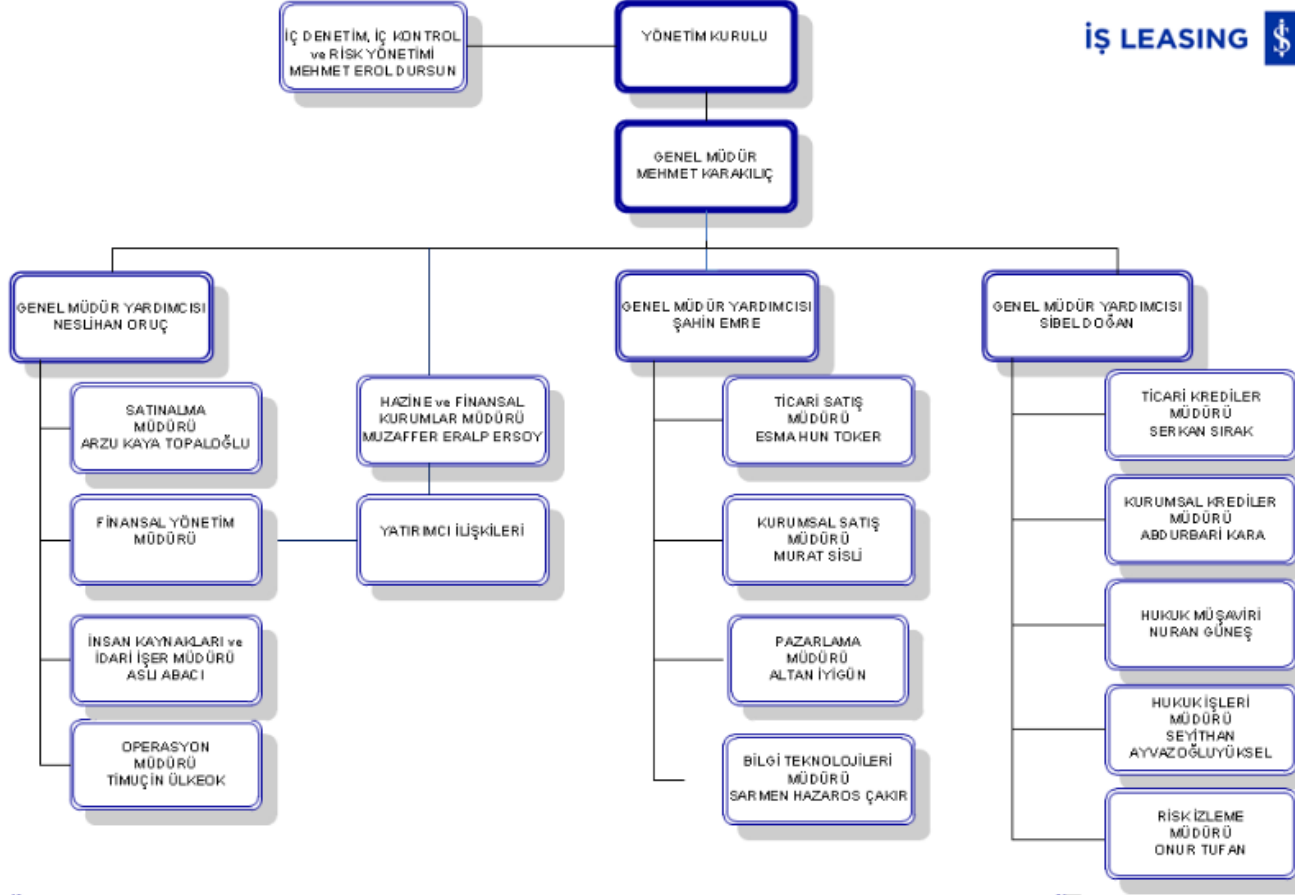 İÇ DENETİM, İÇ KONTROL
ve RİSK YÖNETİMİ
MEHMET EROL DURSUN
YÖNETİM KURULU
İŞ LEASING
GENEL MÜDÜR
MEHMET KARAKILIÇ
GENEL MÜDÜR YARDIMCISI
NESLİHAN ORUÇ
GENEL MÜDÜR YARDIMCISI
ŞAHİN EMRE
GENEL MÜDÜR YARDIMCISI
SİBEL DOĞAN
SATINALMA
MÜDÜRÜ
ARZU KAYA TOPALOĞLU
FİNANSAL YÖNETİM
MÜDÜRÜ
İNSAN KAYNAKLARI ve
İDARİ İŞER MÜDÜRÜ
ASLI ABACI
OPERASYON
MÜDÜRÜ
TİMUÇİN ÜLKEOK
HAZİNE ve FİNANSAL
KURUMLAR MÜDÜRÜ
MUZAFFER ERALP ERSOY
YATIRIMCI İLİŞKİLERİ
TİCARİ SATIŞ
MÜDÜRÜ
ESMA HUN TOKER
KURUMSAL SATIŞ
MÜDÜRÜ
MURAT SİSLİ
PAZARLAMA
MÜDÜRÜ
ALTAN İYİGÜN
BİLGİ TEKNOLOJİLERİ
MÜDÜRÜ
SARMEN HAZAROS ÇAKIR
TİCARİ KREDİLER
MÜDÜRÜ
SERKAN SIRAK
KURUMSAL KREDİLER
MÜDÜRÜ
ABDURBARİ KARA
HUKUK MÜŞAVİRİ
NURAN GÜNEŞ
HUKUK İŞLERİ
MÜDÜRÜ
SEYİTHAN
AYVAZOĞLUYÜKSEL
RİSK İZLEME
MÜDÜRÜ
ONUR TUFAN